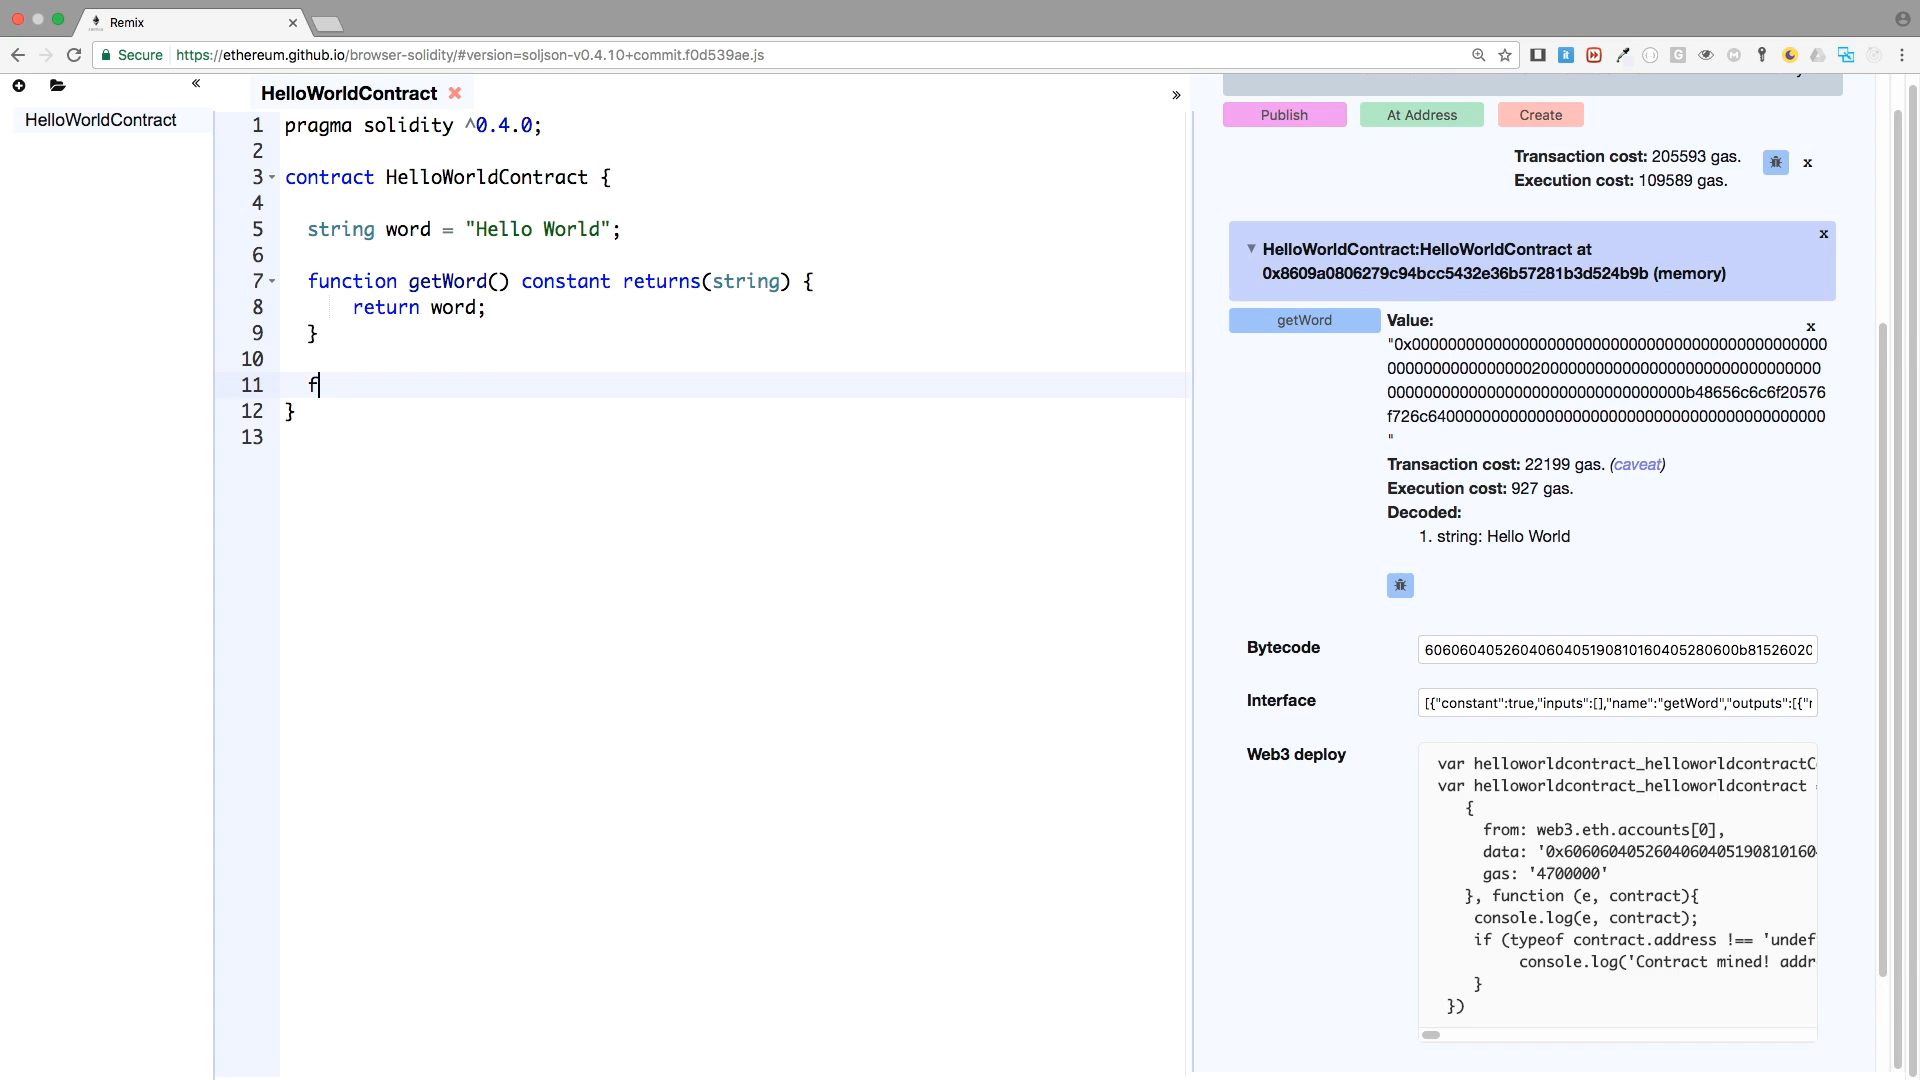 Remix
Secure https://ethereum.github.io/browser-solidity/#version=soljson-v0.4.10+commit.f0d539ae.js
HelloWorldContract
HelloWorldContract
1 pragma solidity ^0.4.0;
2
3 contract HelloWorldContract {
4
5 string word = "Hello World";
6
7 function getWord() constant returns(string) {
8 return word;
9 }
10
11 f
12 }
13
Publish At Address Create
Transaction cost: 205593 gas.
Execution cost: 109589 gas.
x
HelloWorldContract:HelloWorldContract at
0x8609a0806279c94bcc5432e36b57281b3d524b9b (memory)
x
getWord
Value:
x
Transaction cost: 22199 gas. (caveat)
Execution cost: 927 gas.
Decoded:
1. string: Hello World
Bytecode
6060604052604060405190810160405280600b8152602
Interface
[{"constant":true,"inputs":[],"name":"getWord","outputs":[{"
Web3 deploy
var helloworldcontract_helloworldcontractC
var helloworldcontract_helloworldcontract
{
from: web3.eth.accounts[0],
data: '0x606060405260406040519081016
gas: '4700000'
}, function (e, contract){
console.log(e, contract);
if (typeof contract.address !== 'undef
console.log('Contract mined! addr
}
})